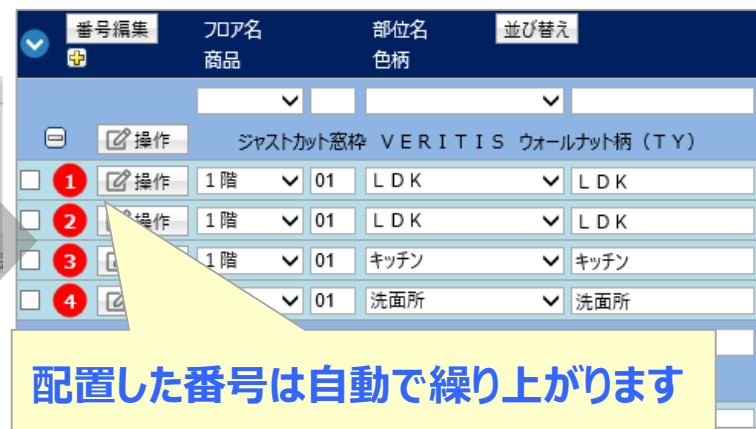 番号編集 フロア名 部位名 並び替え
商品 色柄
操作 ジャストカット窓枠 ＶＥＲＩＴＩＳ ウォールナット柄（ＴＹ）
1 操作 １階 01 ＬＤＫ ＬＤＫ
2 操作 １階 01 ＬＤＫ ＬＤＫ
3 １階 01 キッチン キッチン
4 01 洗面所 洗面所
配置した番号は自動で繰り上がります